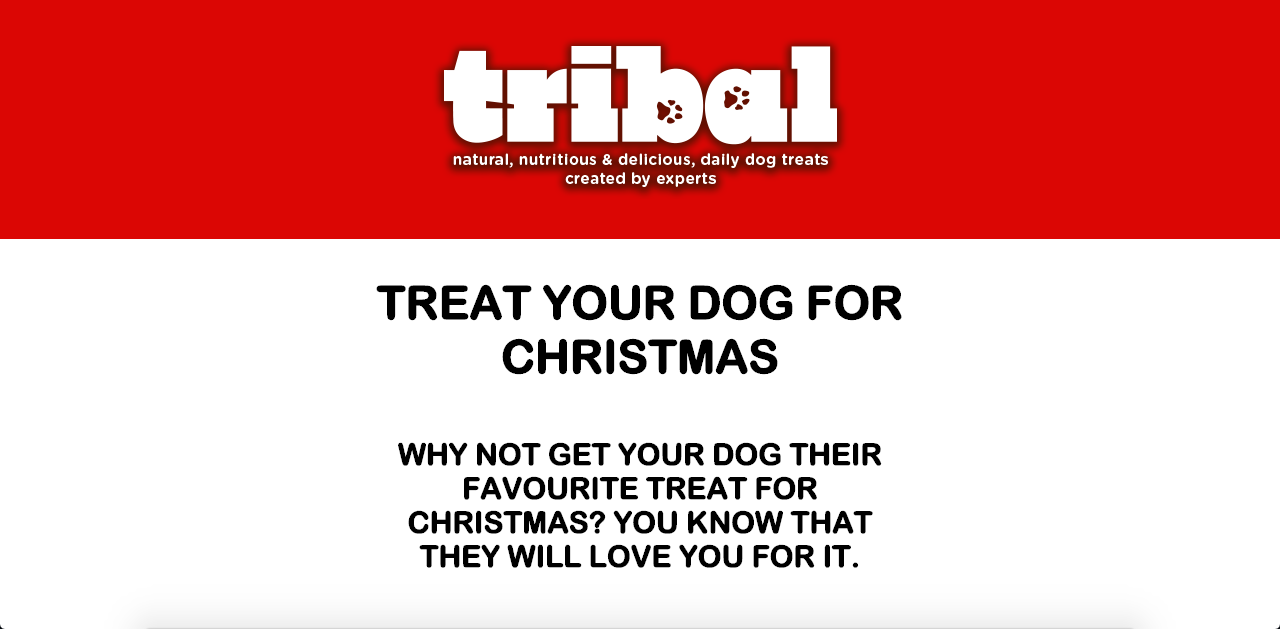 tribal
natural, nutritious & delicious, daily dog treats
created by experts
TREAT YOUR DOG FOR
CHRISTMAS
WHY NOT GET YOUR DOG THEIR
FAVOURITE TREAT FOR
CHRISTMAS? YOU KNOW THAT
THEY WILL LOVE YOU FOR IT.